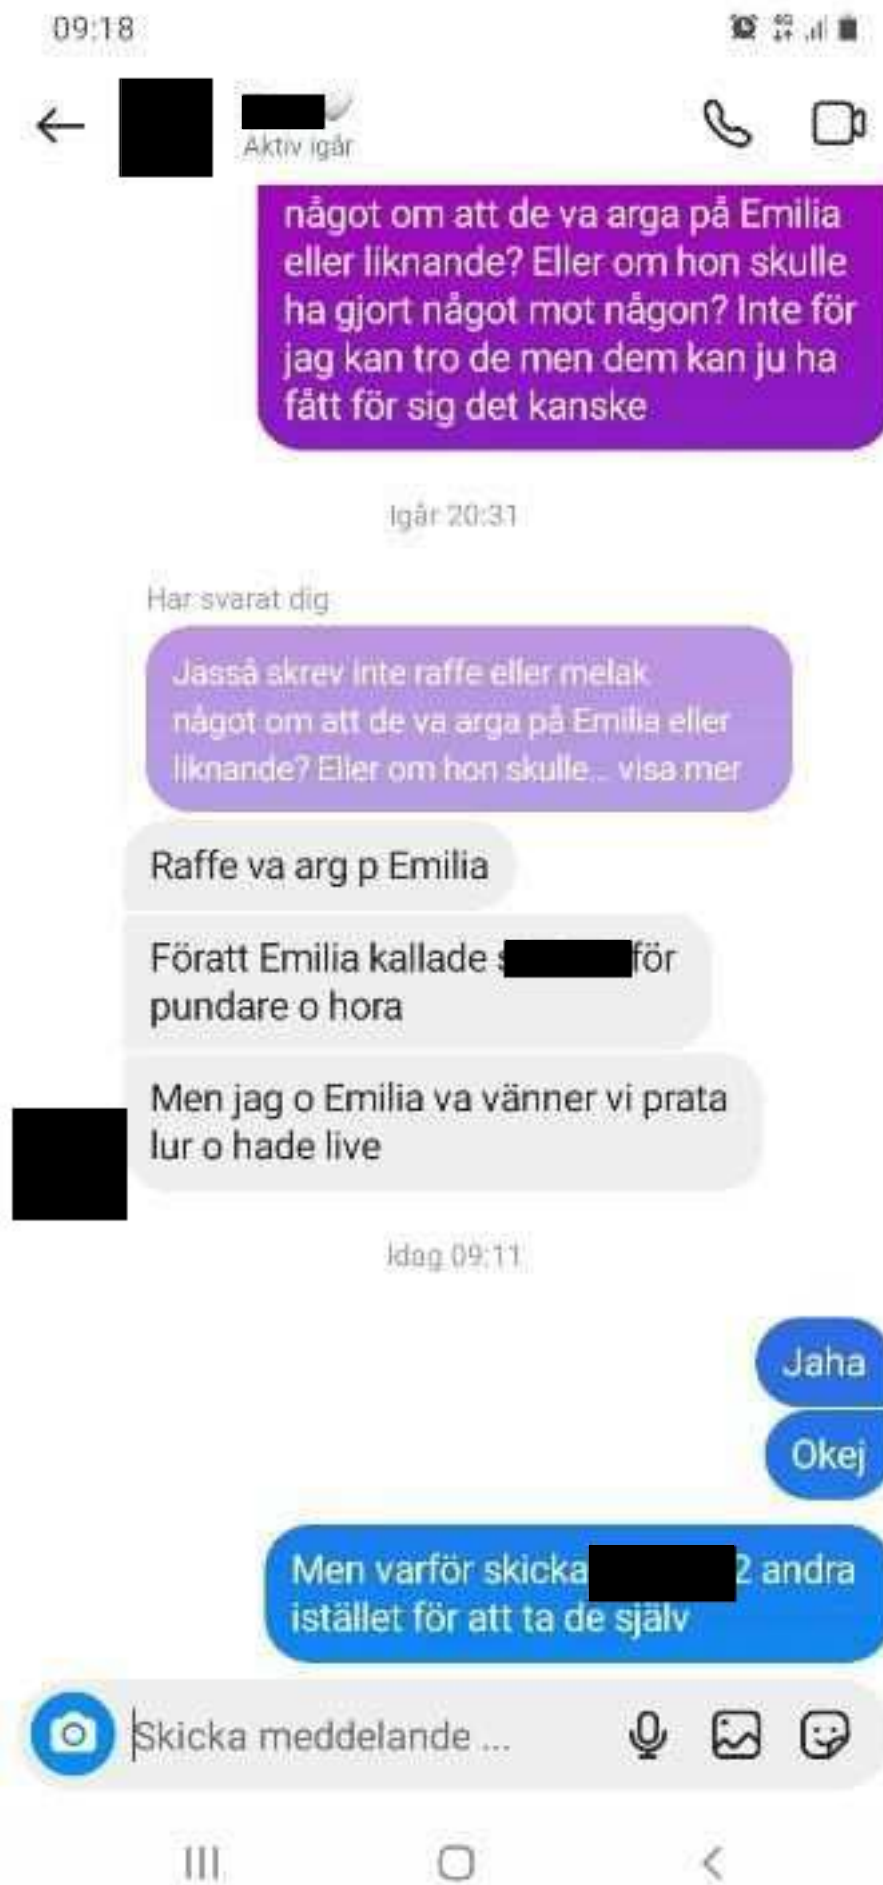 09:18
4G
Aktiv igår
något om att de va arga på Emilia
eller liknande? Eller om hon skulle
ha gjort något mot någon? Inte för
jag kan tro de men dem kan ju ha
fått för sig det kanske
Igår 20:31
Har svarat dig
Jasså skrev inte raffe eller melak
något om att de va arga på Emilia eller
liknande? Eller om hon skulle... visa mer
Raffe va arg p Emilia
Föratt Emilia kallade för
pundare o hora
Men jag o Emilia va vänner vi prata
lur o hade live
Idag 09:11
Jaha
Okej
Men varför skicka 2 andra
istället för att ta de själv
Skicka meddelande ...